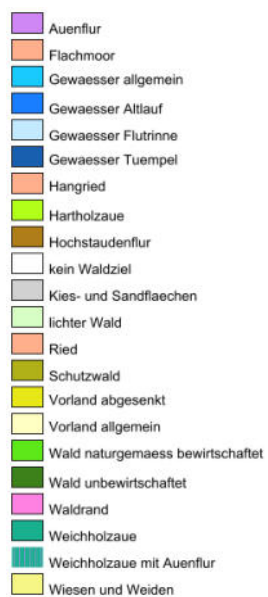 Auenflur
Flachmoor
Gewaesser allgemein
Gewaesser Altlauf
Gewaesser Flutrinne
Gewaesser Tuempel
Hangried
Hartholzaue
Hochstaudenflur
kein Waldziel
Kies- und Sandflaechen
lichter Wald
Ried
Schutzwald
Vorland abgesenkt
Vorland allgemein
Wald naturgemaess bewirtschaftet
Wald unbewirtschaftet
Waldrand
Weichholzaue
Weichholzaue mit Auenflur
Wiesen und Weiden